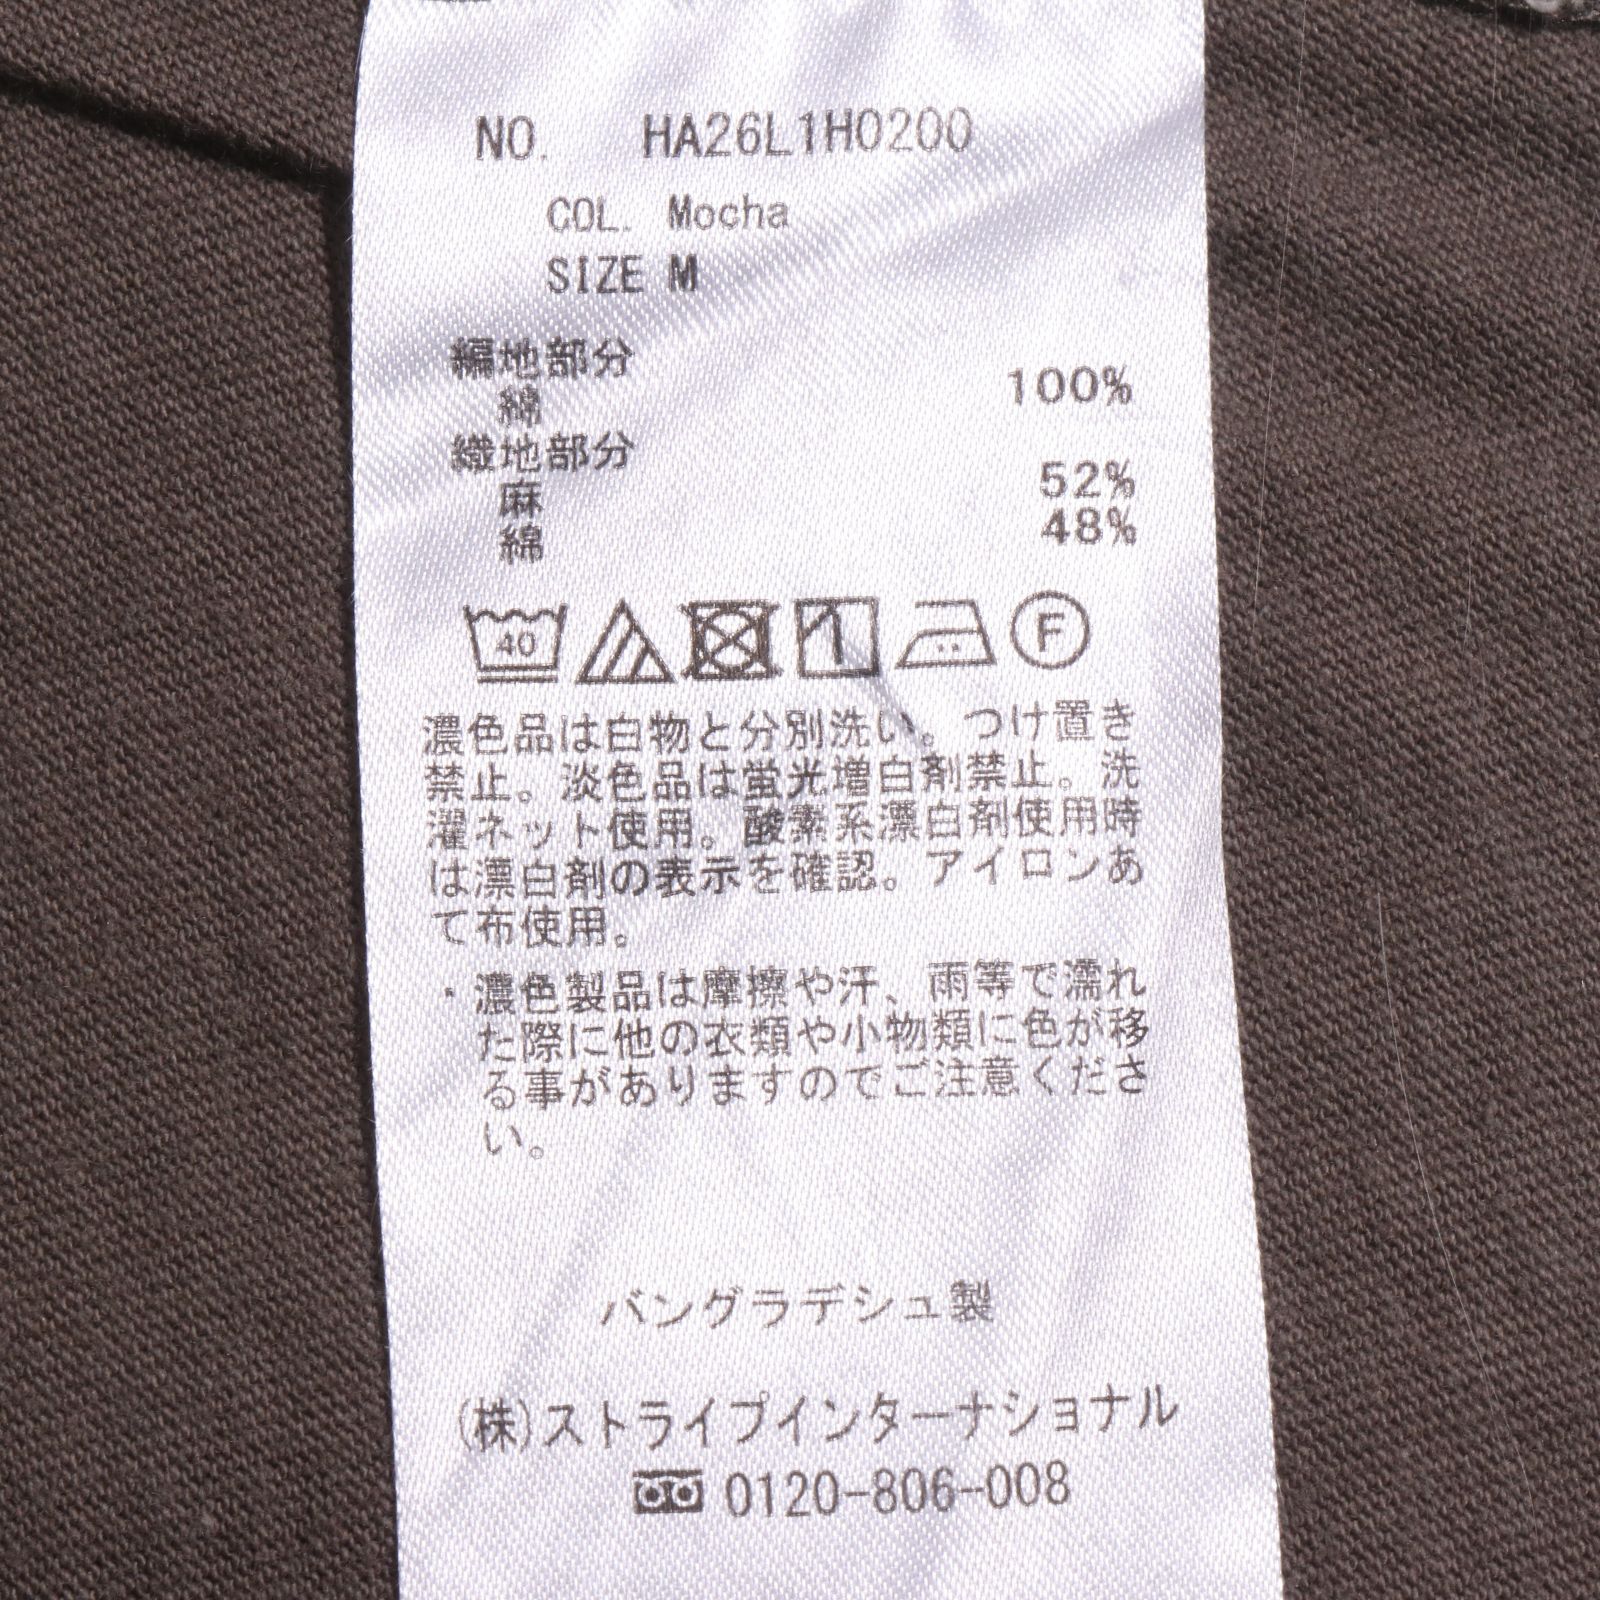 NO. HA26L1H0200
COL. Mocha
SIZE M
編地部分
綿 100%
織地部分
麻 52%
綿 48%
40 F
濃色品は白物と分別洗い。つけ置き
禁止。淡色品は蛍光増白剤禁止。洗
濯ネット使用。酸素系漂白剤使用時
は漂白剤の表示を確認。アイロンあ
て布使用。
・濃色製品は摩擦や汗、雨等で濡れ
た際に他の衣類や小物類に色が移
る事がありますのでご注意くださ
い。
バングラデシュ製
(株)ストライプインターナショナル
0120-806-008